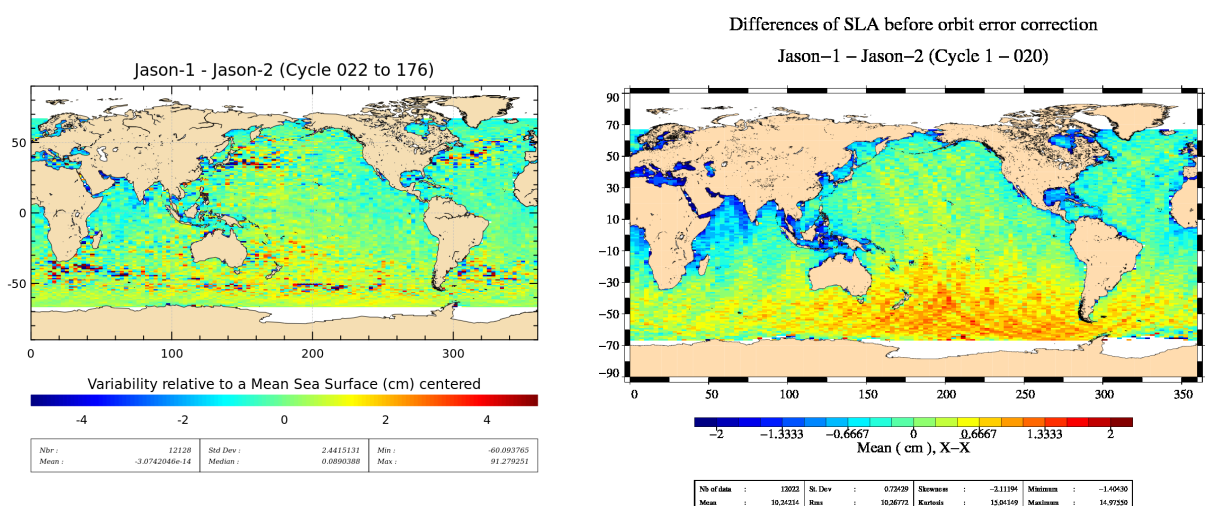 Jason-1 - Jason-2 (Cycle 022 to 176)
50
0
-50
0 100 200 300
Variability relative to a Mean Sea Surface (cm) centered
-4 -2 0 2 4
Nbr : 12128 Std Dev : 2.4415131 Min : -60.093765
Mean : -3.0742046e-14 Median : 0.0890388 Max : 91.279251
Differences of SLA before orbit error correction
Jason−1 − Jason−2 (Cycle 1 − 020)
90
70
50
30
10
−10
−30
−50
−70
−90
0 50 100 150 200 250 300 350
−2 −1.3333 −0.6667 0 0.6667 1.3333 2
Mean ( cm ), X−X
Nb of data : 12022 St. Dev : 0.72429 Skewness : −2.11194 Minimum : −1.40430
Mean : 10.24214 Rms : 10.26772 Kurtosis : 15.04149 Maximum : 14.97550